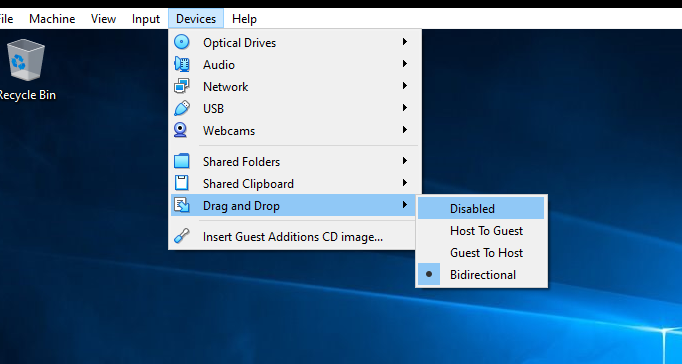 File Machine View Input Devices Help
Recycle Bin
Optical Drives
Audio
Network
USB
Webcams
Shared Folders
Shared Clipboard
Drag and Drop
Insert Guest Additions CD image...
Disabled
Host To Guest
Guest To Host
Bidirectional